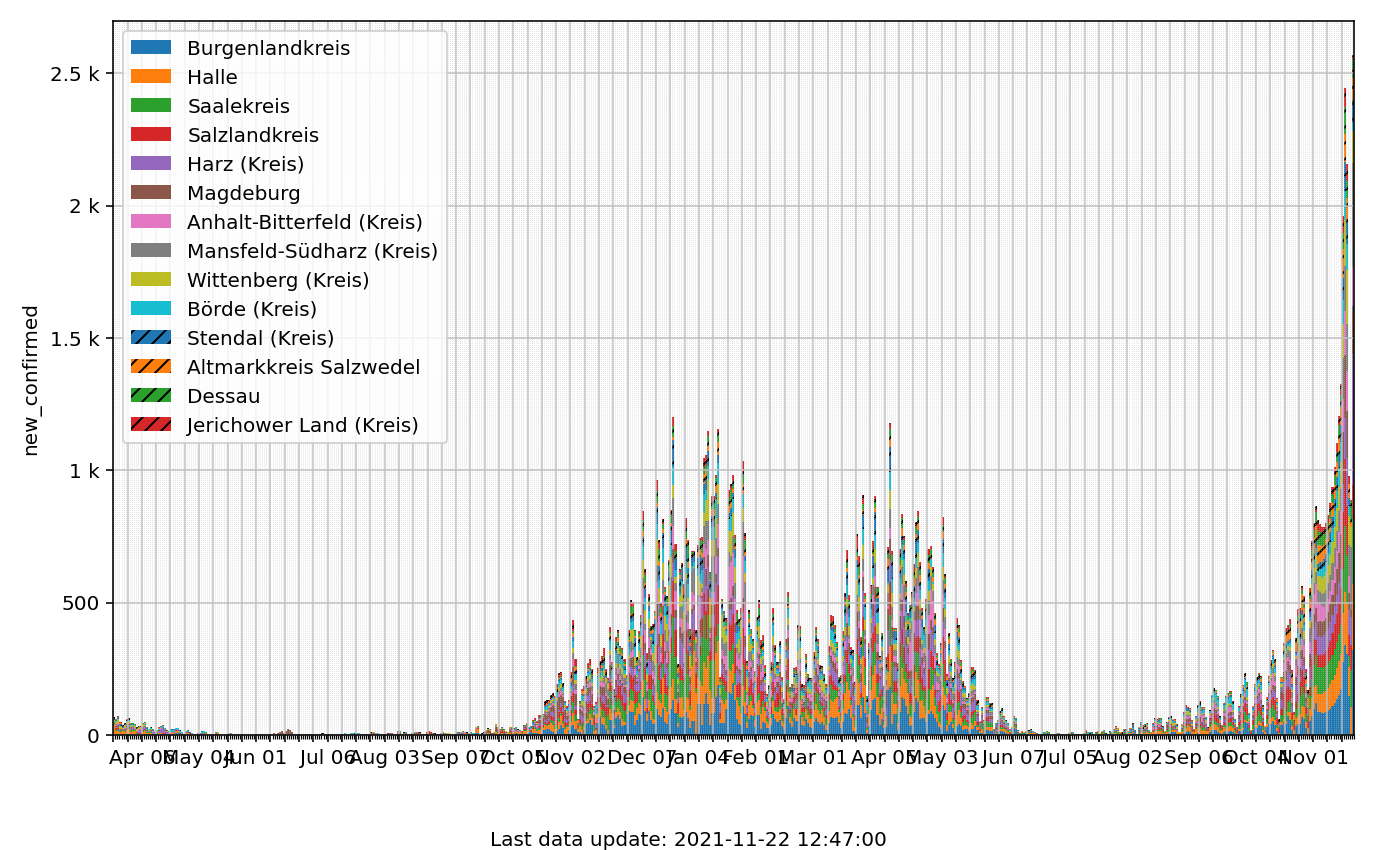 Burgenlandkreis
Halle
Saalekreis
Salzlandkreis
Harz (Kreis)
Magdeburg
Anhalt-Bitterfeld (Kreis)
Mansfeld-Südharz (Kreis)
Wittenberg (Kreis)
Börde (Kreis)
Stendal (Kreis)
Altmarkkreis Salzwedel
Dessau
Jerichower Land (Kreis)
new_confirmed
2.5 k
2 k
1.5 k
1 k
500
0
Apr 06 May 04 Jun 01 Jul 06 Aug 03 Sep 07 Oct 05 Nov 02 Dec 07 Jan 04 Feb 01 Mar 01 Apr 05 May 03 Jun 07 Jul 05 Aug 02 Sep 06 Oct 04 Nov 01
Last data update: 2021-11-22 12:47:00